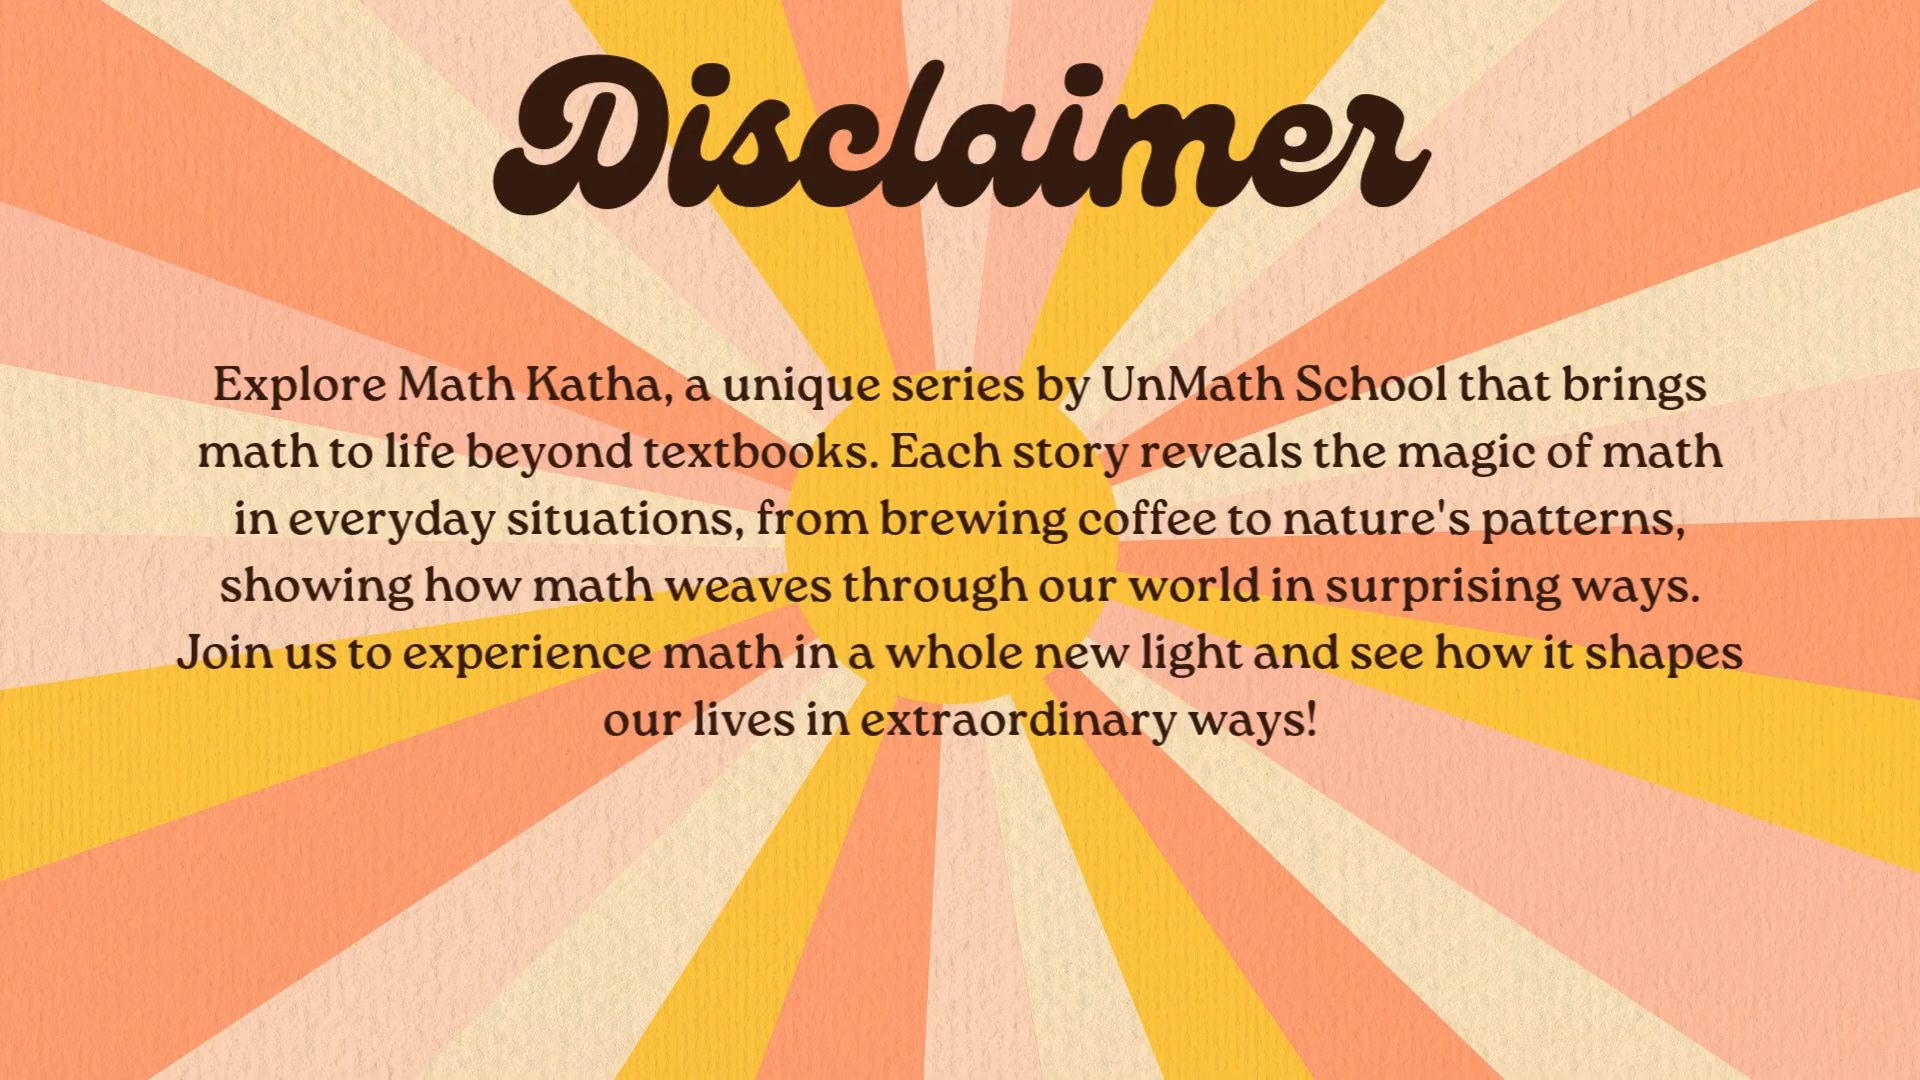 Disclaimer
Explore Math Katha, a unique series by UnMath School that brings
math to life beyond textbooks. Each story reveals the magic of math
in everyday situations, from brewing coffee to nature's patterns,
showing how math weaves through our world in surprising ways.
Join us to experience math in a whole new light and see how it shapes
our lives in extraordinary ways!